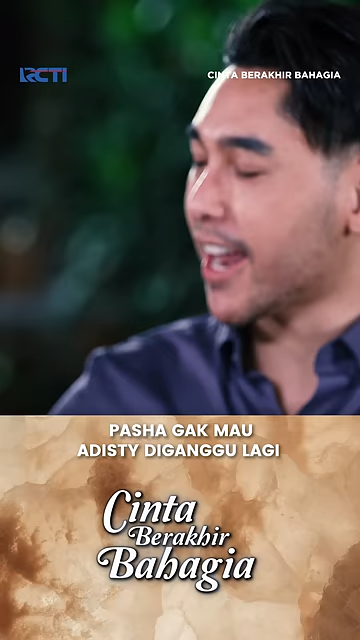 RCTI
CINTA BERAKHIR BAHAGIA
PASHA GAK MAU
ADISTY DIGANGGU LAGI
Cinta
Berakhir
Bahagia